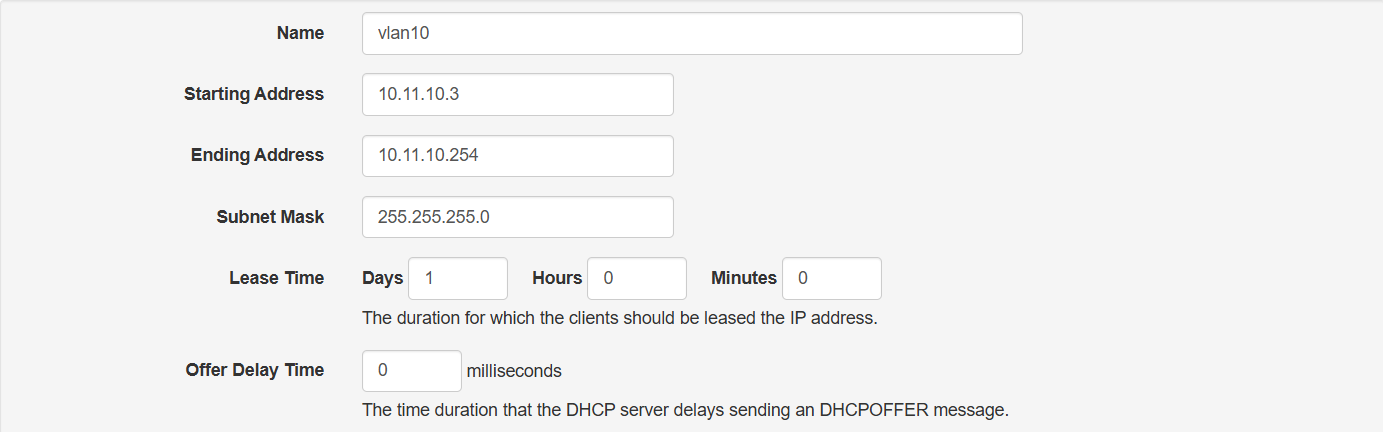 Name vlan10
Starting Address 10.11.10.3
Ending Address 10.11.10.254
Subnet Mask 255.255.255.0
Lease Time Days 1 Hours 0 Minutes 0
The duration for which the clients should be leased the IP address.
Offer Delay Time 0 milliseconds
The time duration that the DHCP server delays sending an DHCPOFFER message.